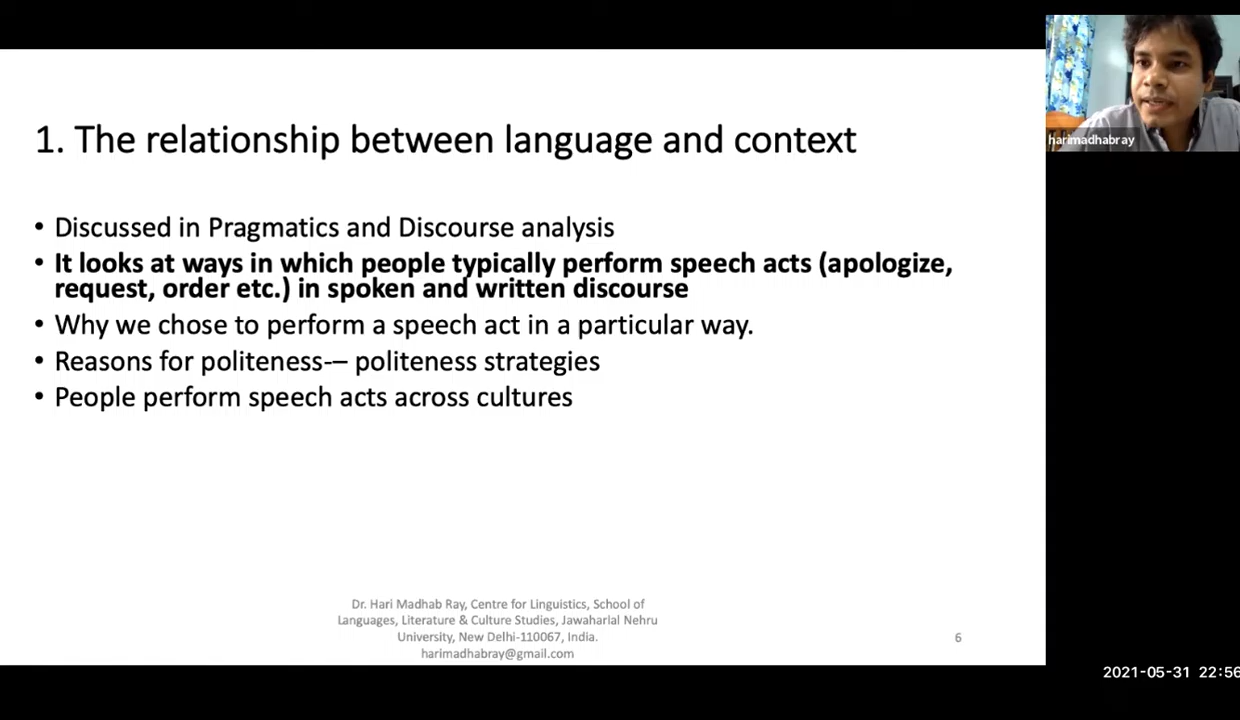 1. The relationship between language and context
• Discussed in Pragmatics and Discourse analysis
• It looks at ways in which people typically perform speech acts (apologize,
request, order etc.) in spoken and written discourse
• Why we chose to perform a speech act in a particular way.
• Reasons for politeness-– politeness strategies
• People perform speech acts across cultures
Dr. Hari Madhab Ray, Centre for Linguistics, School of
Languages, Literature & Culture Studies, Jawaharlal Nehru
University, New Delhi-110067, India.
harimadhabray@gmail.com
6
harimadhabray
2021-05-31 22:56